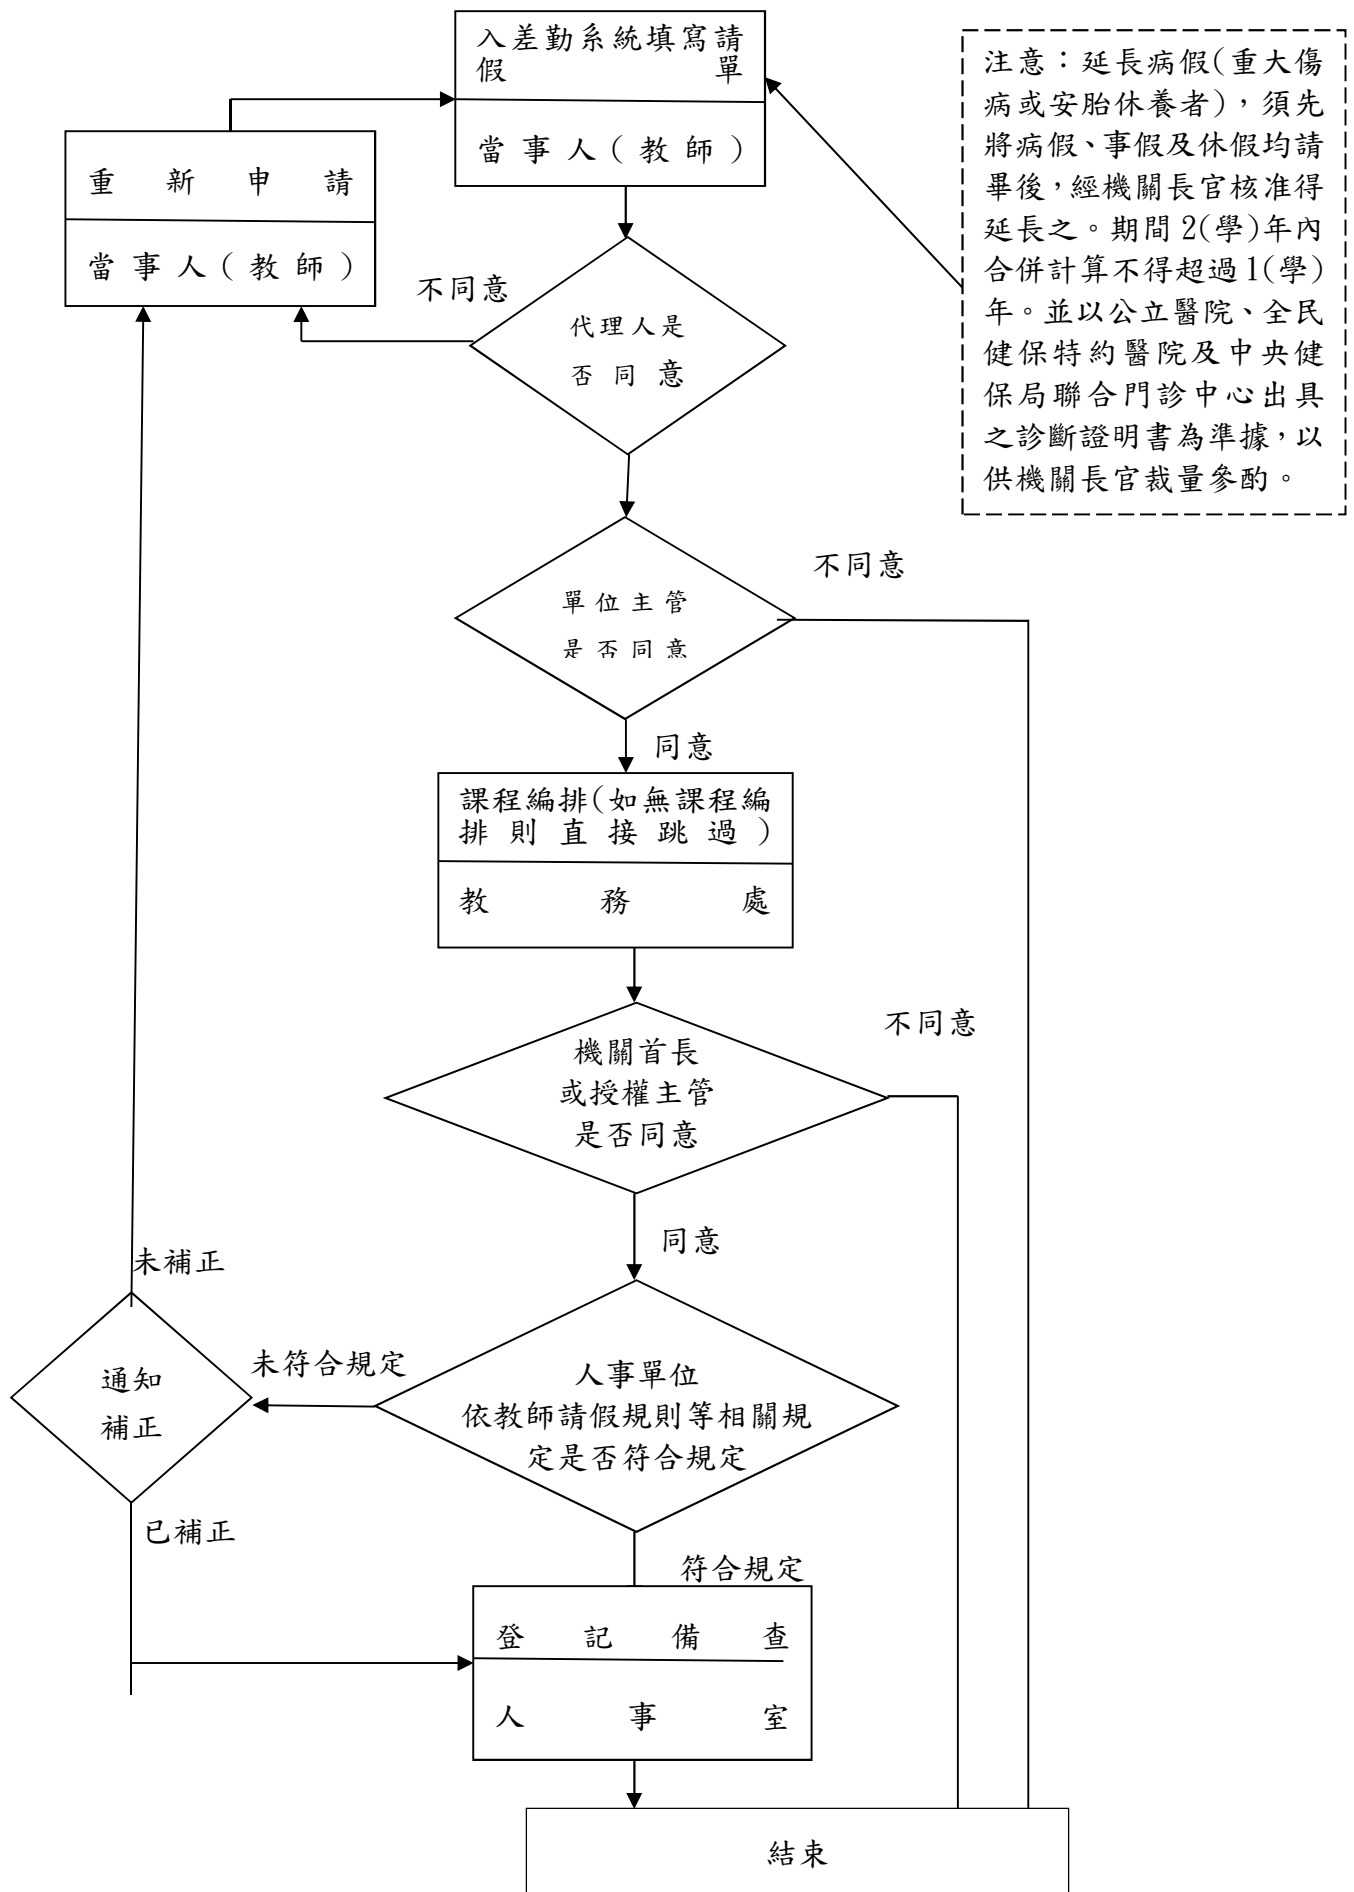 入差勤系統填寫請
假單
當事人(教師)
注意：延長病假(重大傷
病或安胎休養者)，須先
將病假、事假及休假均請
畢後，經機關長官核准得
延長之。期間2(學)年內
合併計算不得超過1(學)
年。並以公立醫院、全民
健保特約醫院及中央健
保局聯合門診中心出具
之診斷證明書為準據，以
供機關長官裁量參酌。
重新申請
當事人(教師)
不同意
代理人是
否同意
不同意
單位主管
是否同意
同意
課程編排(如無課程編
排則直接跳過)
教務處
不同意
機關首長
或授權主管
是否同意
同意
未補正
通知
補正
未符合規定
人事單位
依教師請假規則等相關規
定是否符合規定
已補正
符合規定
登記備查
人事室
結束